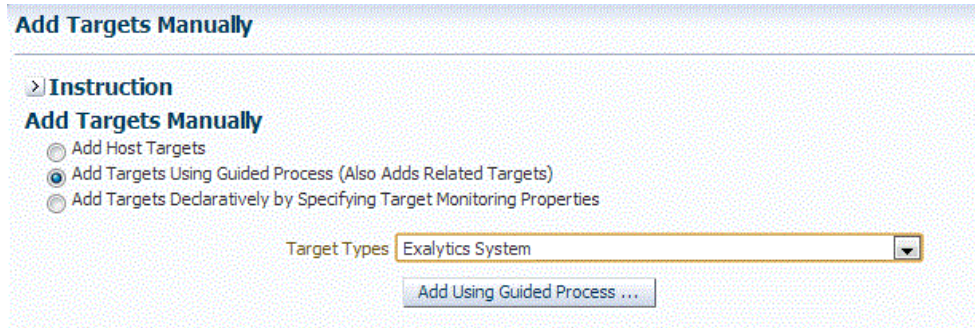 Add Targets Manually
Instruction
Add Targets Manually
Add Host Targets
Add Targets Using Guided Process (Also Adds Related Targets)
Add Targets Declaratively by Specifying Target Monitoring Properties
Target Types Exalytics System
Add Using Guided Process ...